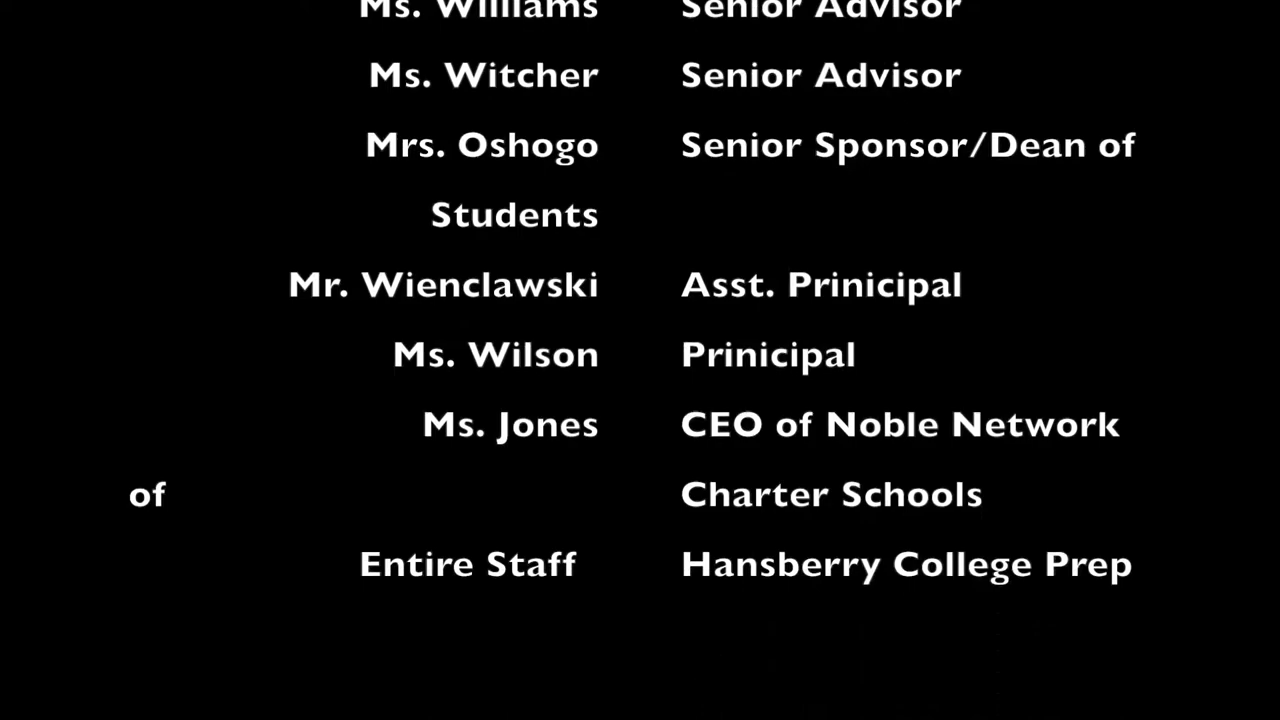 Ms. Williams Senior Advisor
Ms. Witcher Senior Advisor
Mrs. Oshogo Senior Sponsor/Dean of
Students
Mr. Wienclawski Asst. Prinicipal
Ms. Wilson Prinicipal
Ms. Jones CEO of Noble Network
of Charter Schools
Entire Staff Hansberry College Prep